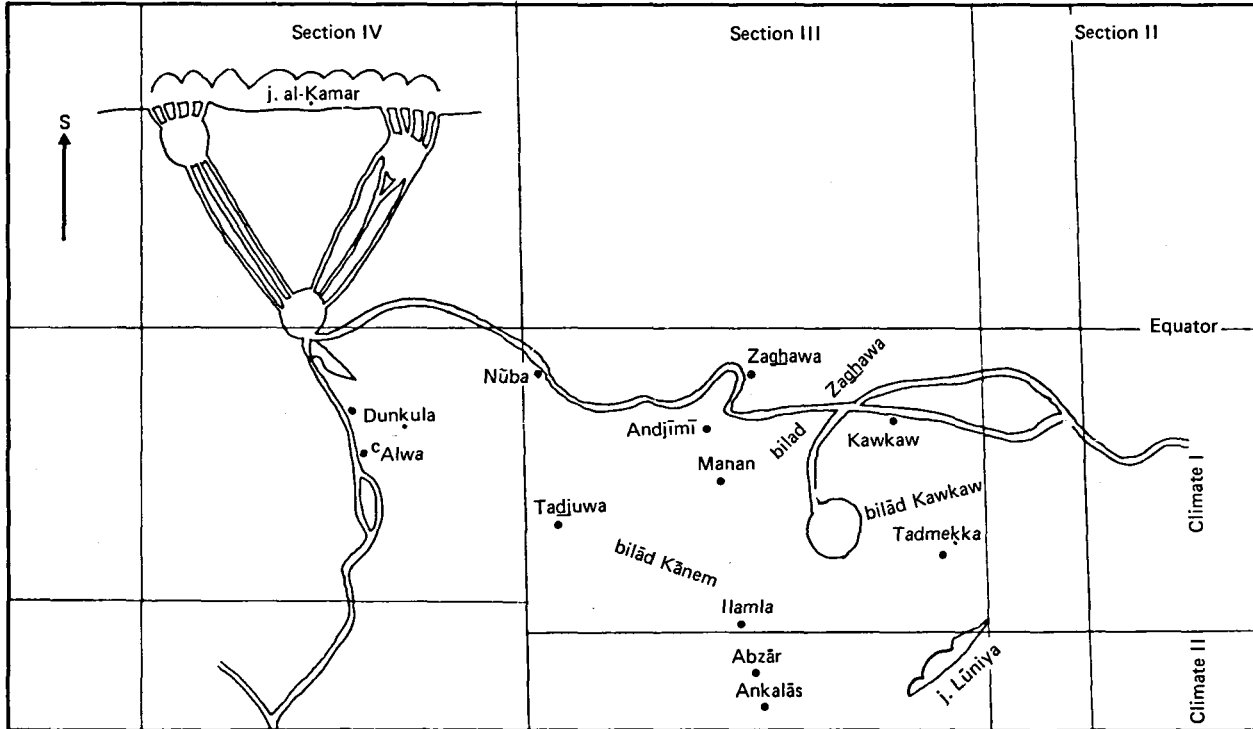 Section IV
Section III
Section II
j. al-Ḳamar
S
Equator
Nūba
Zaghawa
Zaghawa
Dunḳula
Andjīmī
bilad
Kawkaw
ᶜAlwa
Manan
Climate I
Tadjuwa
bilād Kawkaw
Tadmekka
bilād Kānem
Ilamla
Abzār
Ankalās
j. Lūniya
Climate II